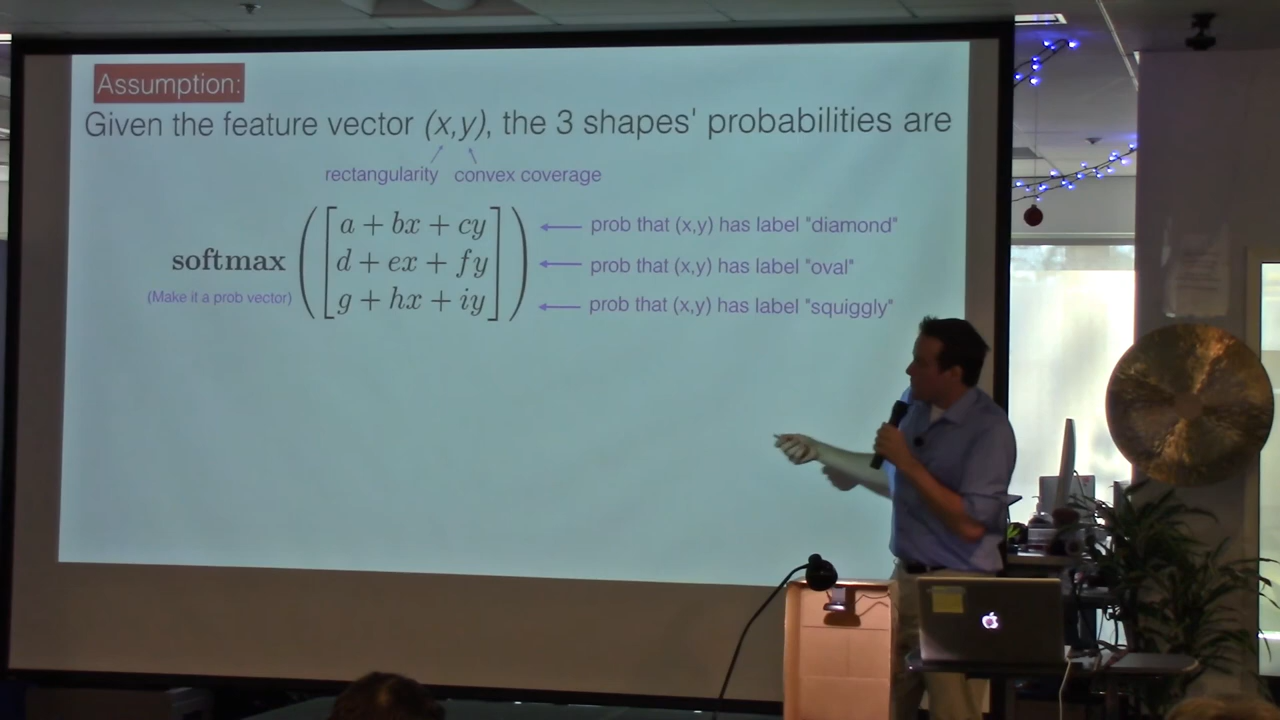 Assumption:
Given the feature vector (x,y), the 3 shapes' probabilities are
rectangularity convex coverage
softmax
(Make it a prob vector)
a + bx + cy
d + ex + fy
g + hx + iy
prob that (x,y) has label "diamond"
prob that (x,y) has label "oval"
prob that (x,y) has label "squiggly"